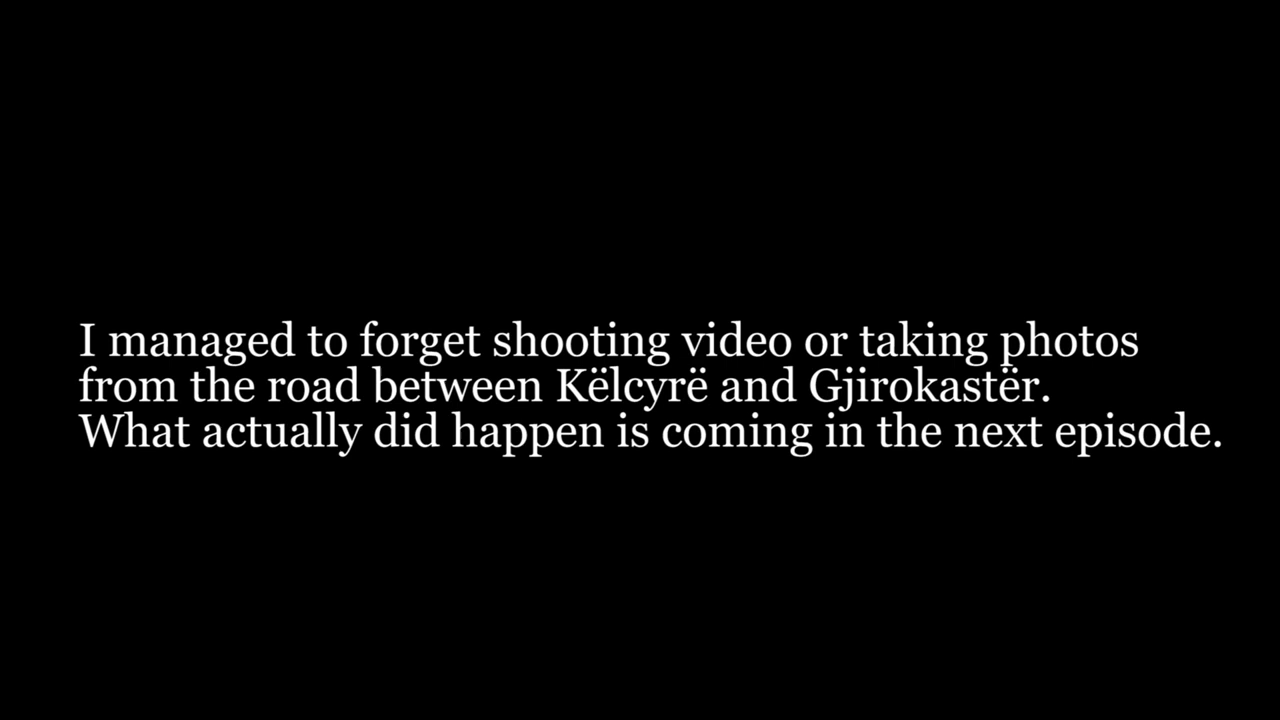 I managed to forget shooting video or taking photos
from the road between Këlcyrë and Gjirokastër.
What actually did happen is coming in the next episode.